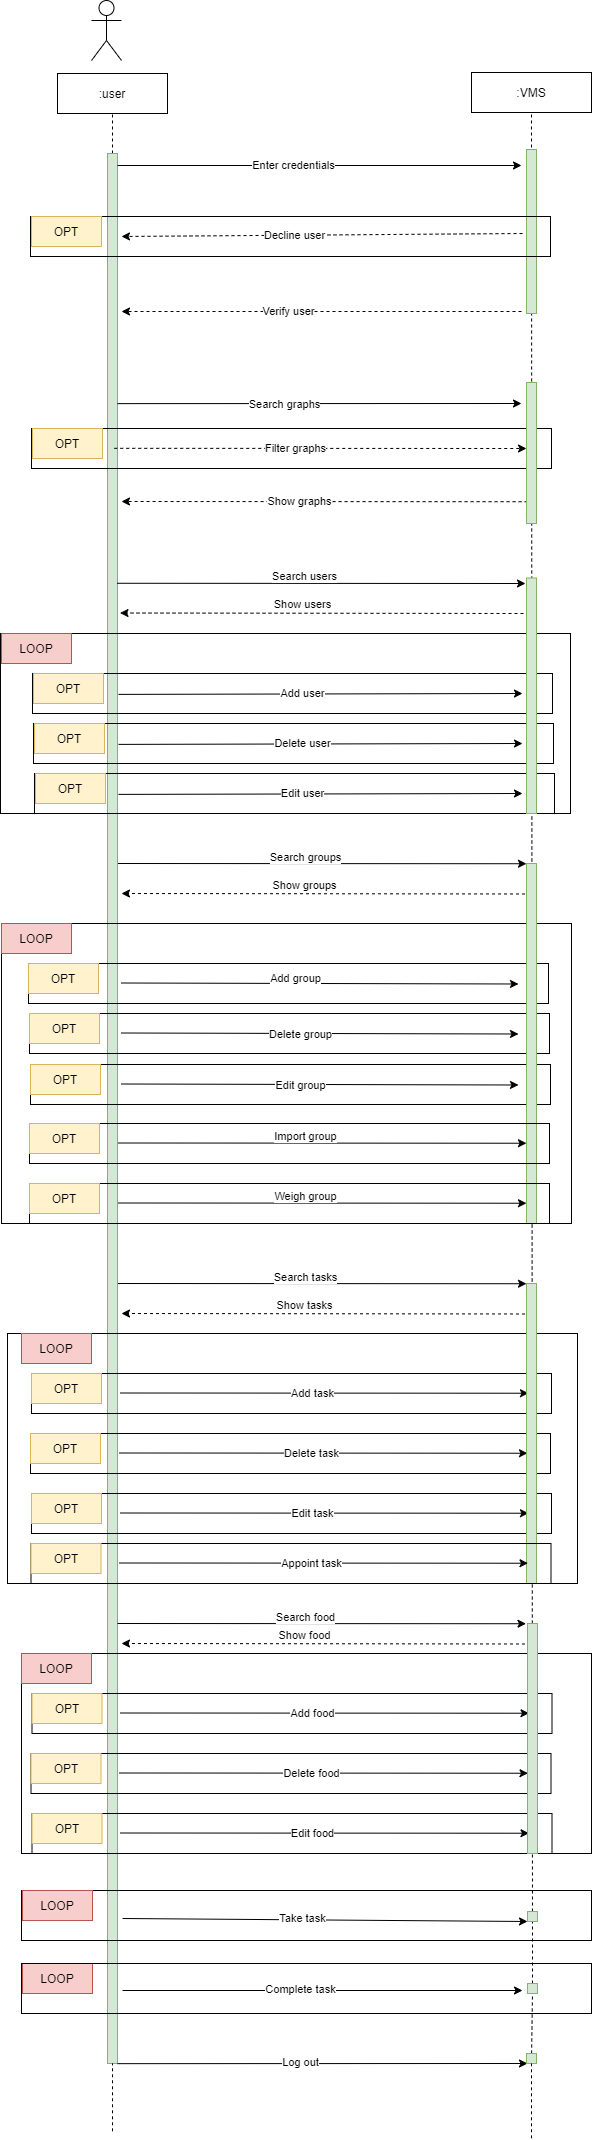 :user
:VMS
Enter credentials
OPT
Decline user
Verify user
Search graphs
OPT
Filter graphs
Show graphs
Search users
Show users
LOOP
OPT
Add user
OPT
Delete user
OPT
Edit user
Search groups
Show groups
LOOP
OPT
Add group
OPT
Delete group
OPT
Edit group
OPT
Import group
OPT
Weigh group
Search tasks
Show tasks
LOOP
OPT
Add task
OPT
Delete task
OPT
Edit task
OPT
Appoint task
Search food
Show food
LOOP
OPT
Add food
OPT
Delete food
OPT
Edit food
LOOP
Take task
LOOP
Complete task
Log out